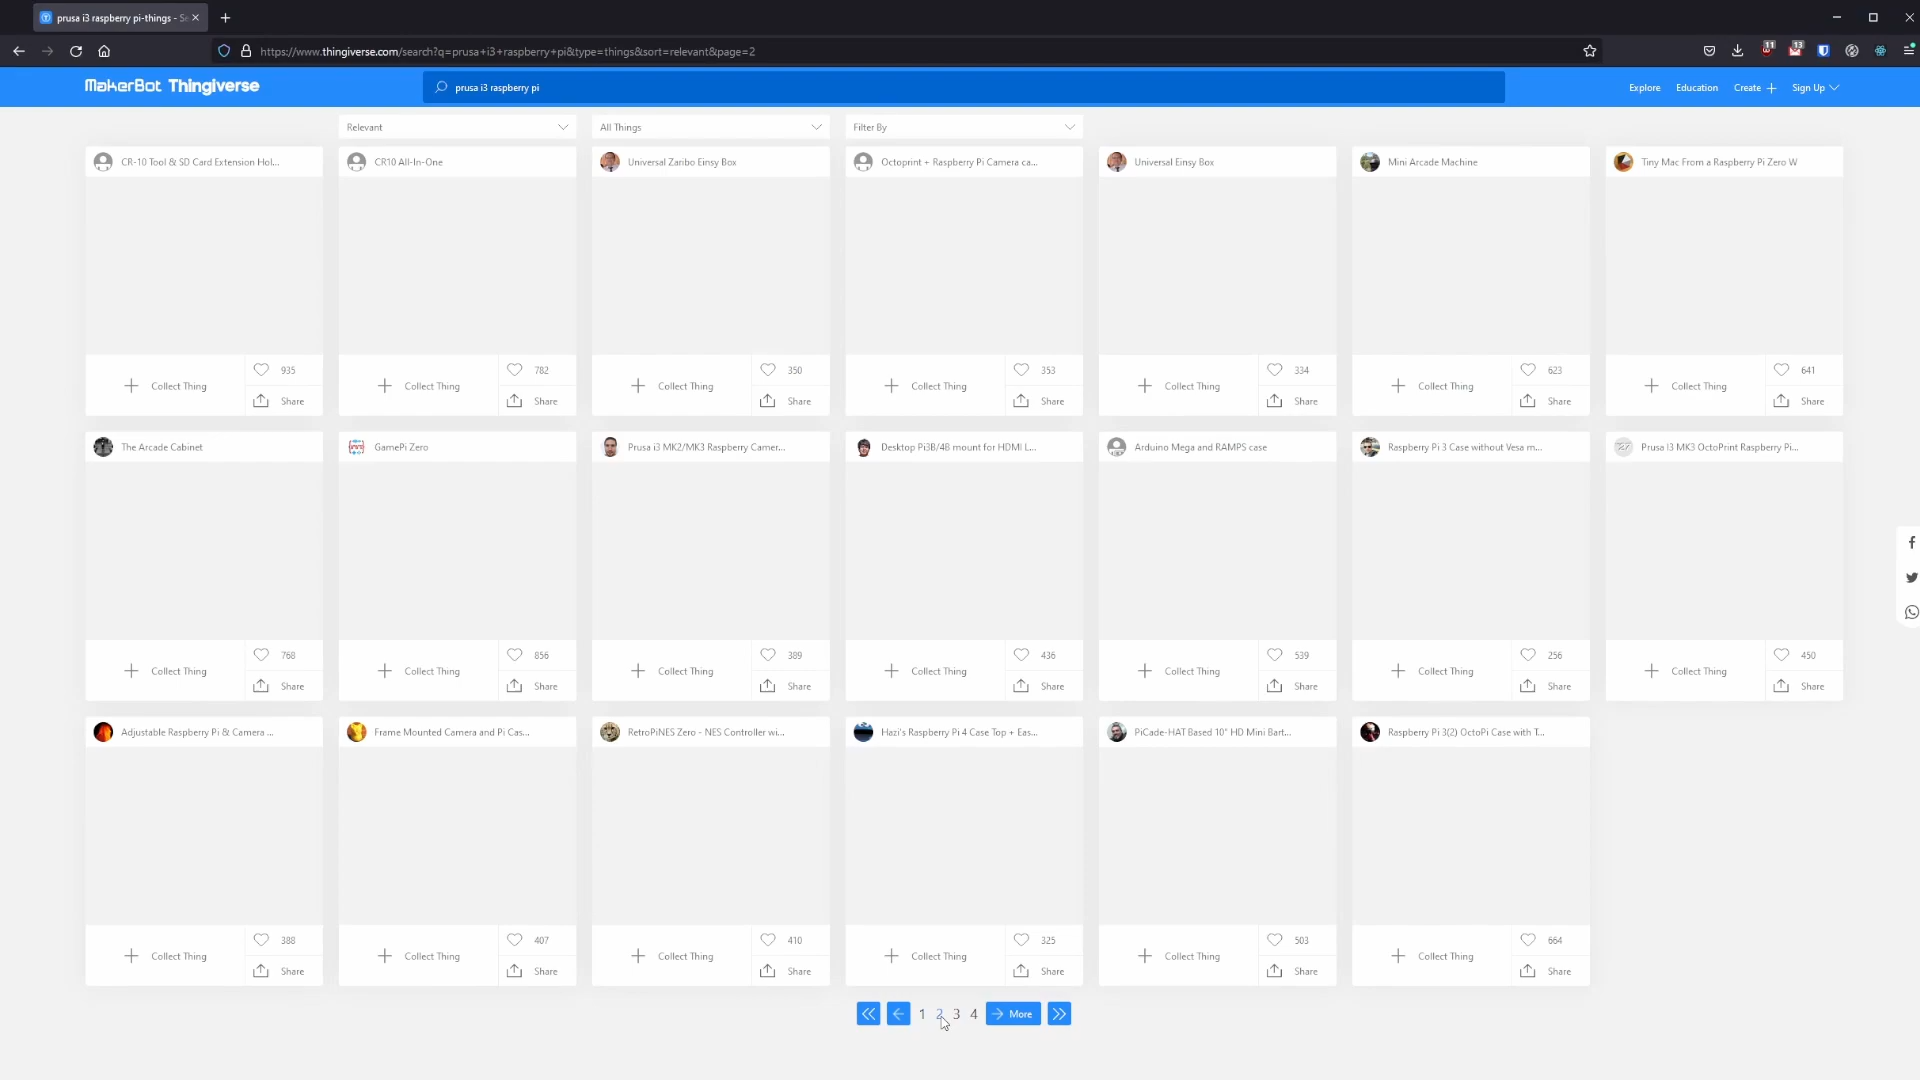 prusa i3 raspberry pi-things - Se
https://www.thingiverse.com/search?q=prusa+i3+raspberry+pi&type=things&sort=relevant&page=2
11
13
MakerBot Thingiverse
prusa i3 raspberry pi
Explore
Education
Create
Sign Up
Relevant
All Things
Filter By
CR-10 Tool & SD Card Extension Hol...
CR10 All-In-One
Universal Zaribo Einsy Box
Octoprint + Raspberry Pi Camera ca...
Universal Einsy Box
Mini Arcade Machine
Tiny Mac From a Raspberry Pi Zero W
Collect Thing 935 Share
Collect Thing 782 Share
Collect Thing 350 Share
Collect Thing 353 Share
Collect Thing 334 Share
Collect Thing 623 Share
Collect Thing 641 Share
The Arcade Cabinet
GamePi Zero
Prusa i3 MK2/MK3 Raspberry Camer...
Desktop Pi3B/4B mount for HDMI L...
Arduino Mega and RAMPS case
Raspberry Pi 3 Case without Vesa m...
Prusa I3 MK3 OctoPrint Raspberry Pi...
Collect Thing 768 Share
Collect Thing 856 Share
Collect Thing 389 Share
Collect Thing 436 Share
Collect Thing 539 Share
Collect Thing 256 Share
Collect Thing 450 Share
Adjustable Raspberry Pi & Camera ...
Frame Mounted Camera and Pi Cas...
RetroPiNES Zero - NES Controller wi...
Hazi's Raspberry Pi 4 Case Top + Eas...
PiCade-HAT Based 10" HD Mini Bart...
Raspberry Pi 3(2) OctoPi Case with T...
Collect Thing 388 Share
Collect Thing 407 Share
Collect Thing 410 Share
Collect Thing 325 Share
Collect Thing 503 Share
Collect Thing 664 Share
1 2 3 4 More